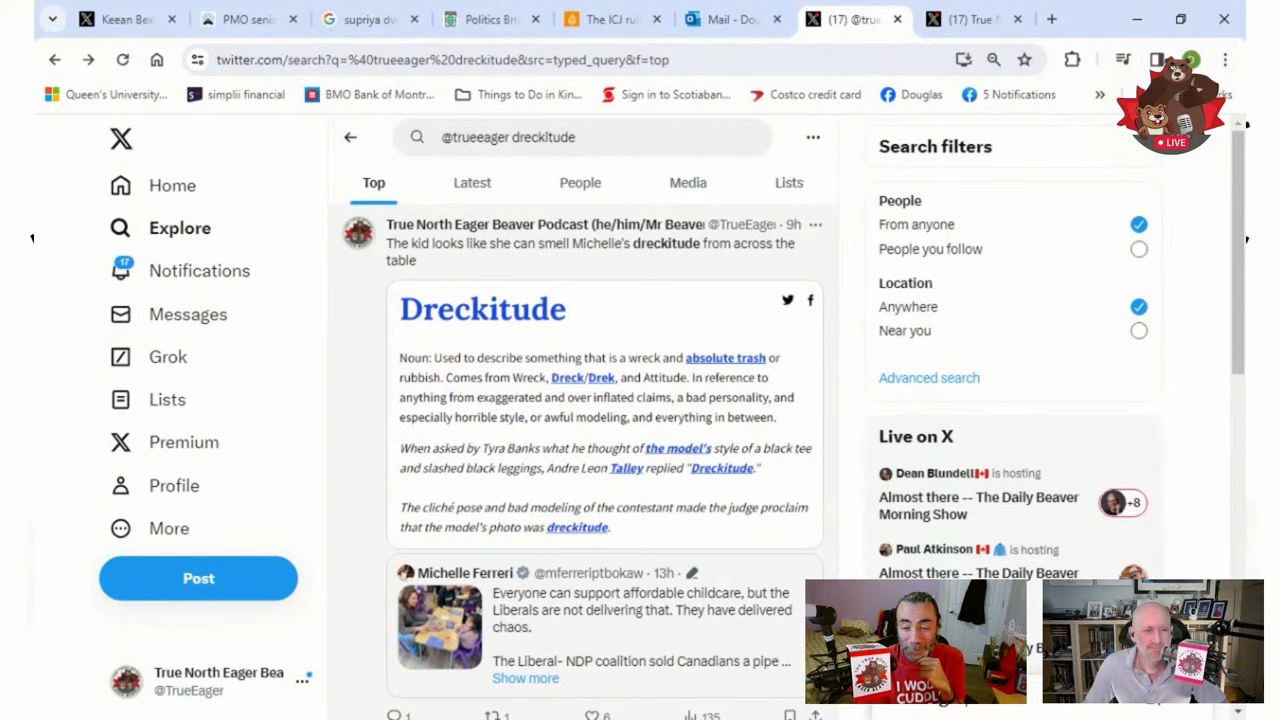 Keean Bex
PMO senic
supriya dw
Politics Bri
The ICJ rul
Mail - Dou
(17) @true
(17) True N
twitter.com/search?q=%40trueeager%20dreckitude&src=typed_query&f=top
Queen's University...
simplii financial
BMO Bank of Montr...
Things to Do in Kin...
Sign in to Scotiaban...
Costco credit card
Douglas
5 Notifications
»
LIVE
@trueeager dreckitude
Top
Latest
People
Media
Lists
Home
Explore
17
Notifications
Messages
Grok
Lists
Premium
Profile
More
Post
True North Eager Bea
@TrueEager
True North Eager Beaver Podcast (he/him/Mr Beaver @TrueEager · 9h
The kid looks like she can smell Michelle's dreckitude from across the
table
Dreckitude
Noun: Used to describe something that is a wreck and absolute trash or
rubbish. Comes from Wreck, Dreck/Drek, and Attitude. In reference to
anything from exaggerated and over inflated claims, a bad personality, and
especially horrible style, or awful modeling, and everything in between.
When asked by Tyra Banks what he thought of the model's style of a black tee
and slashed black leggings, Andre Leon Talley replied "Dreckitude."
The cliché pose and bad modeling of the contestant made the judge proclaim
that the model's photo was dreckitude.
Michelle Ferreri @mferreriptbokaw · 13h
Everyone can support affordable childcare, but the
Liberals are not delivering that. They have delivered
chaos.
The Liberal- NDP coalition sold Canadians a pipe ...
Show more
1
1
6
135
Search filters
People
From anyone
People you follow
Location
Anywhere
Near you
Advanced search
Live on X
Dean Blundell is hosting
Almost there -- The Daily Beaver
Morning Show
+8
Paul Atkinson is hosting
Almost there -- The Daily Beaver
I WOU
CUDDL